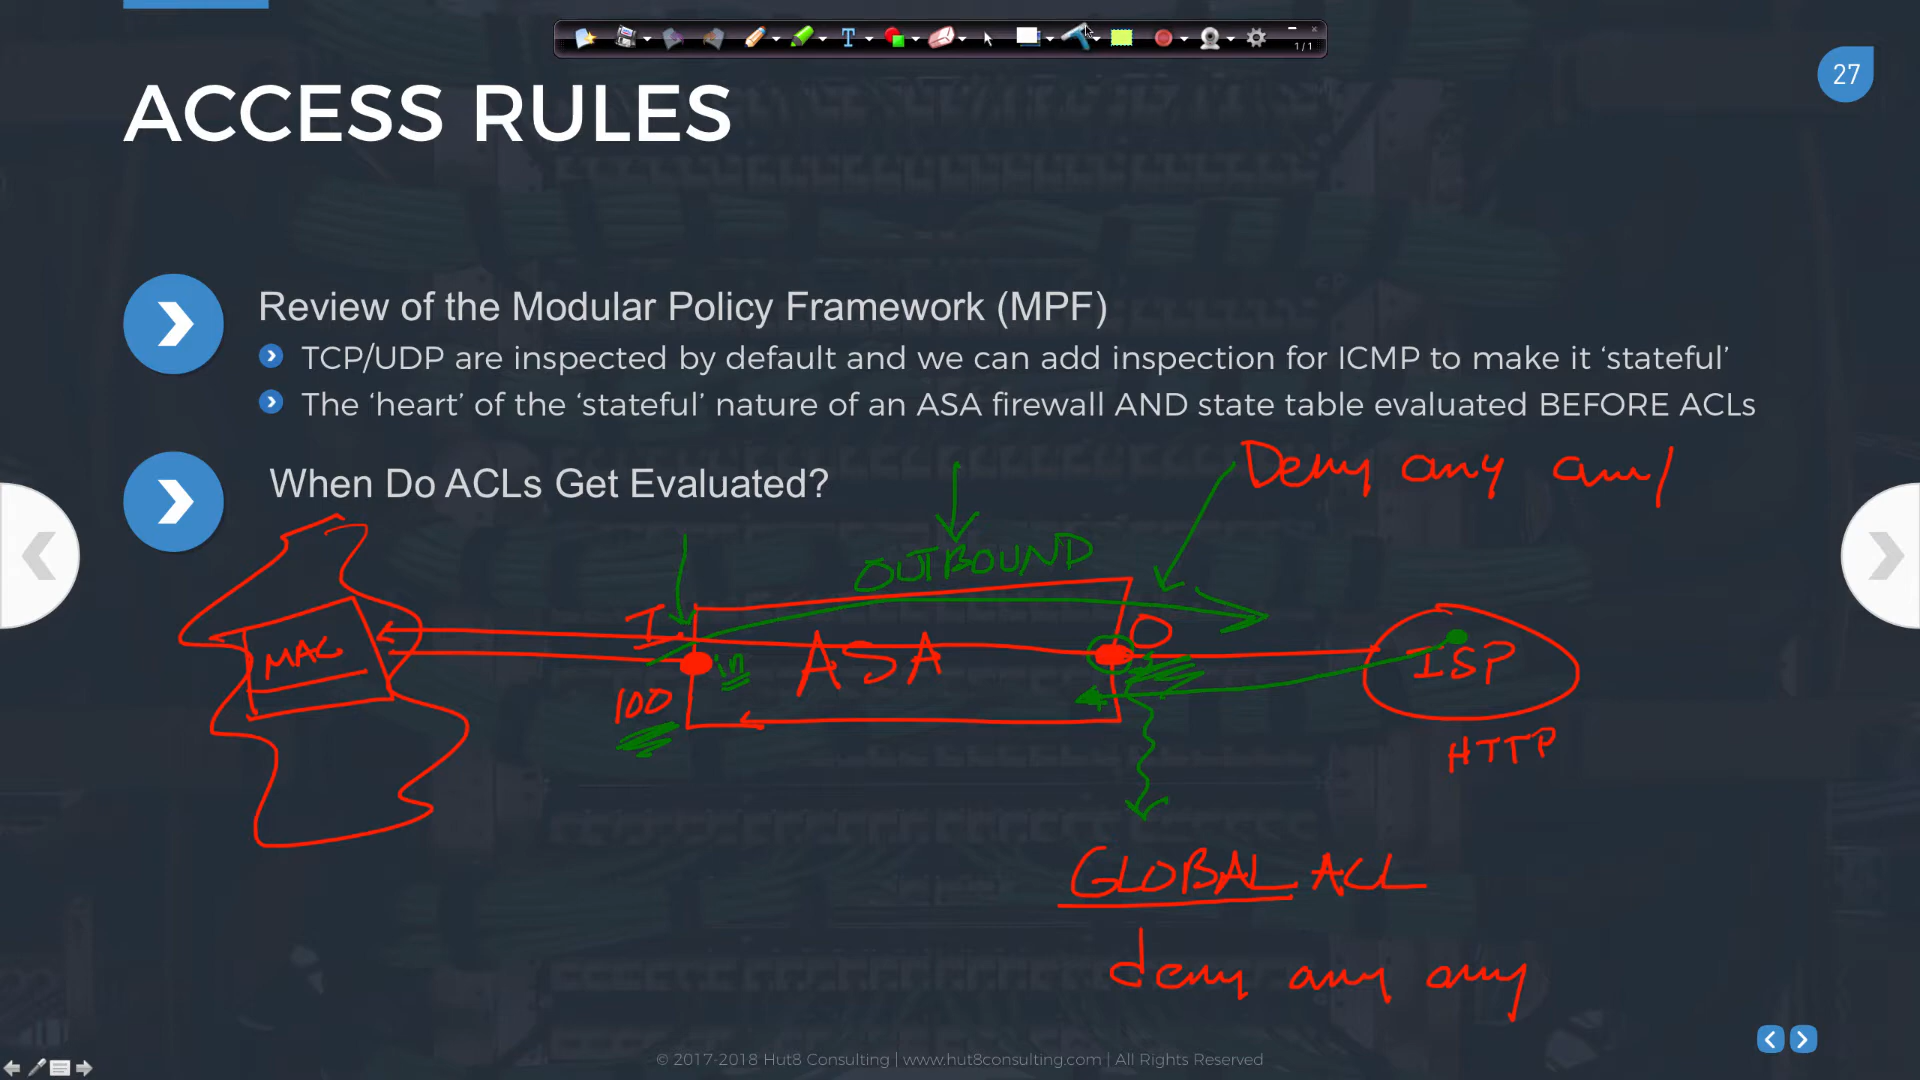 1/1
27
ACCESS RULES
Review of the Modular Policy Framework (MPF)
TCP/UDP are inspected by default and we can add inspection for ICMP to make it ‘stateful’
The ‘heart’ of the ‘stateful’ nature of an ASA firewall AND state table evaluated BEFORE ACLs
Deny any any
When Do ACLs Get Evaluated?
OUTBOUND
I
O
MAC
in
ASA
ISP
100
HTTP
GLOBAL ACL
deny any any
© 2017-2018 Hut8 Consulting | www.hut8consulting.com | All Rights Reserved